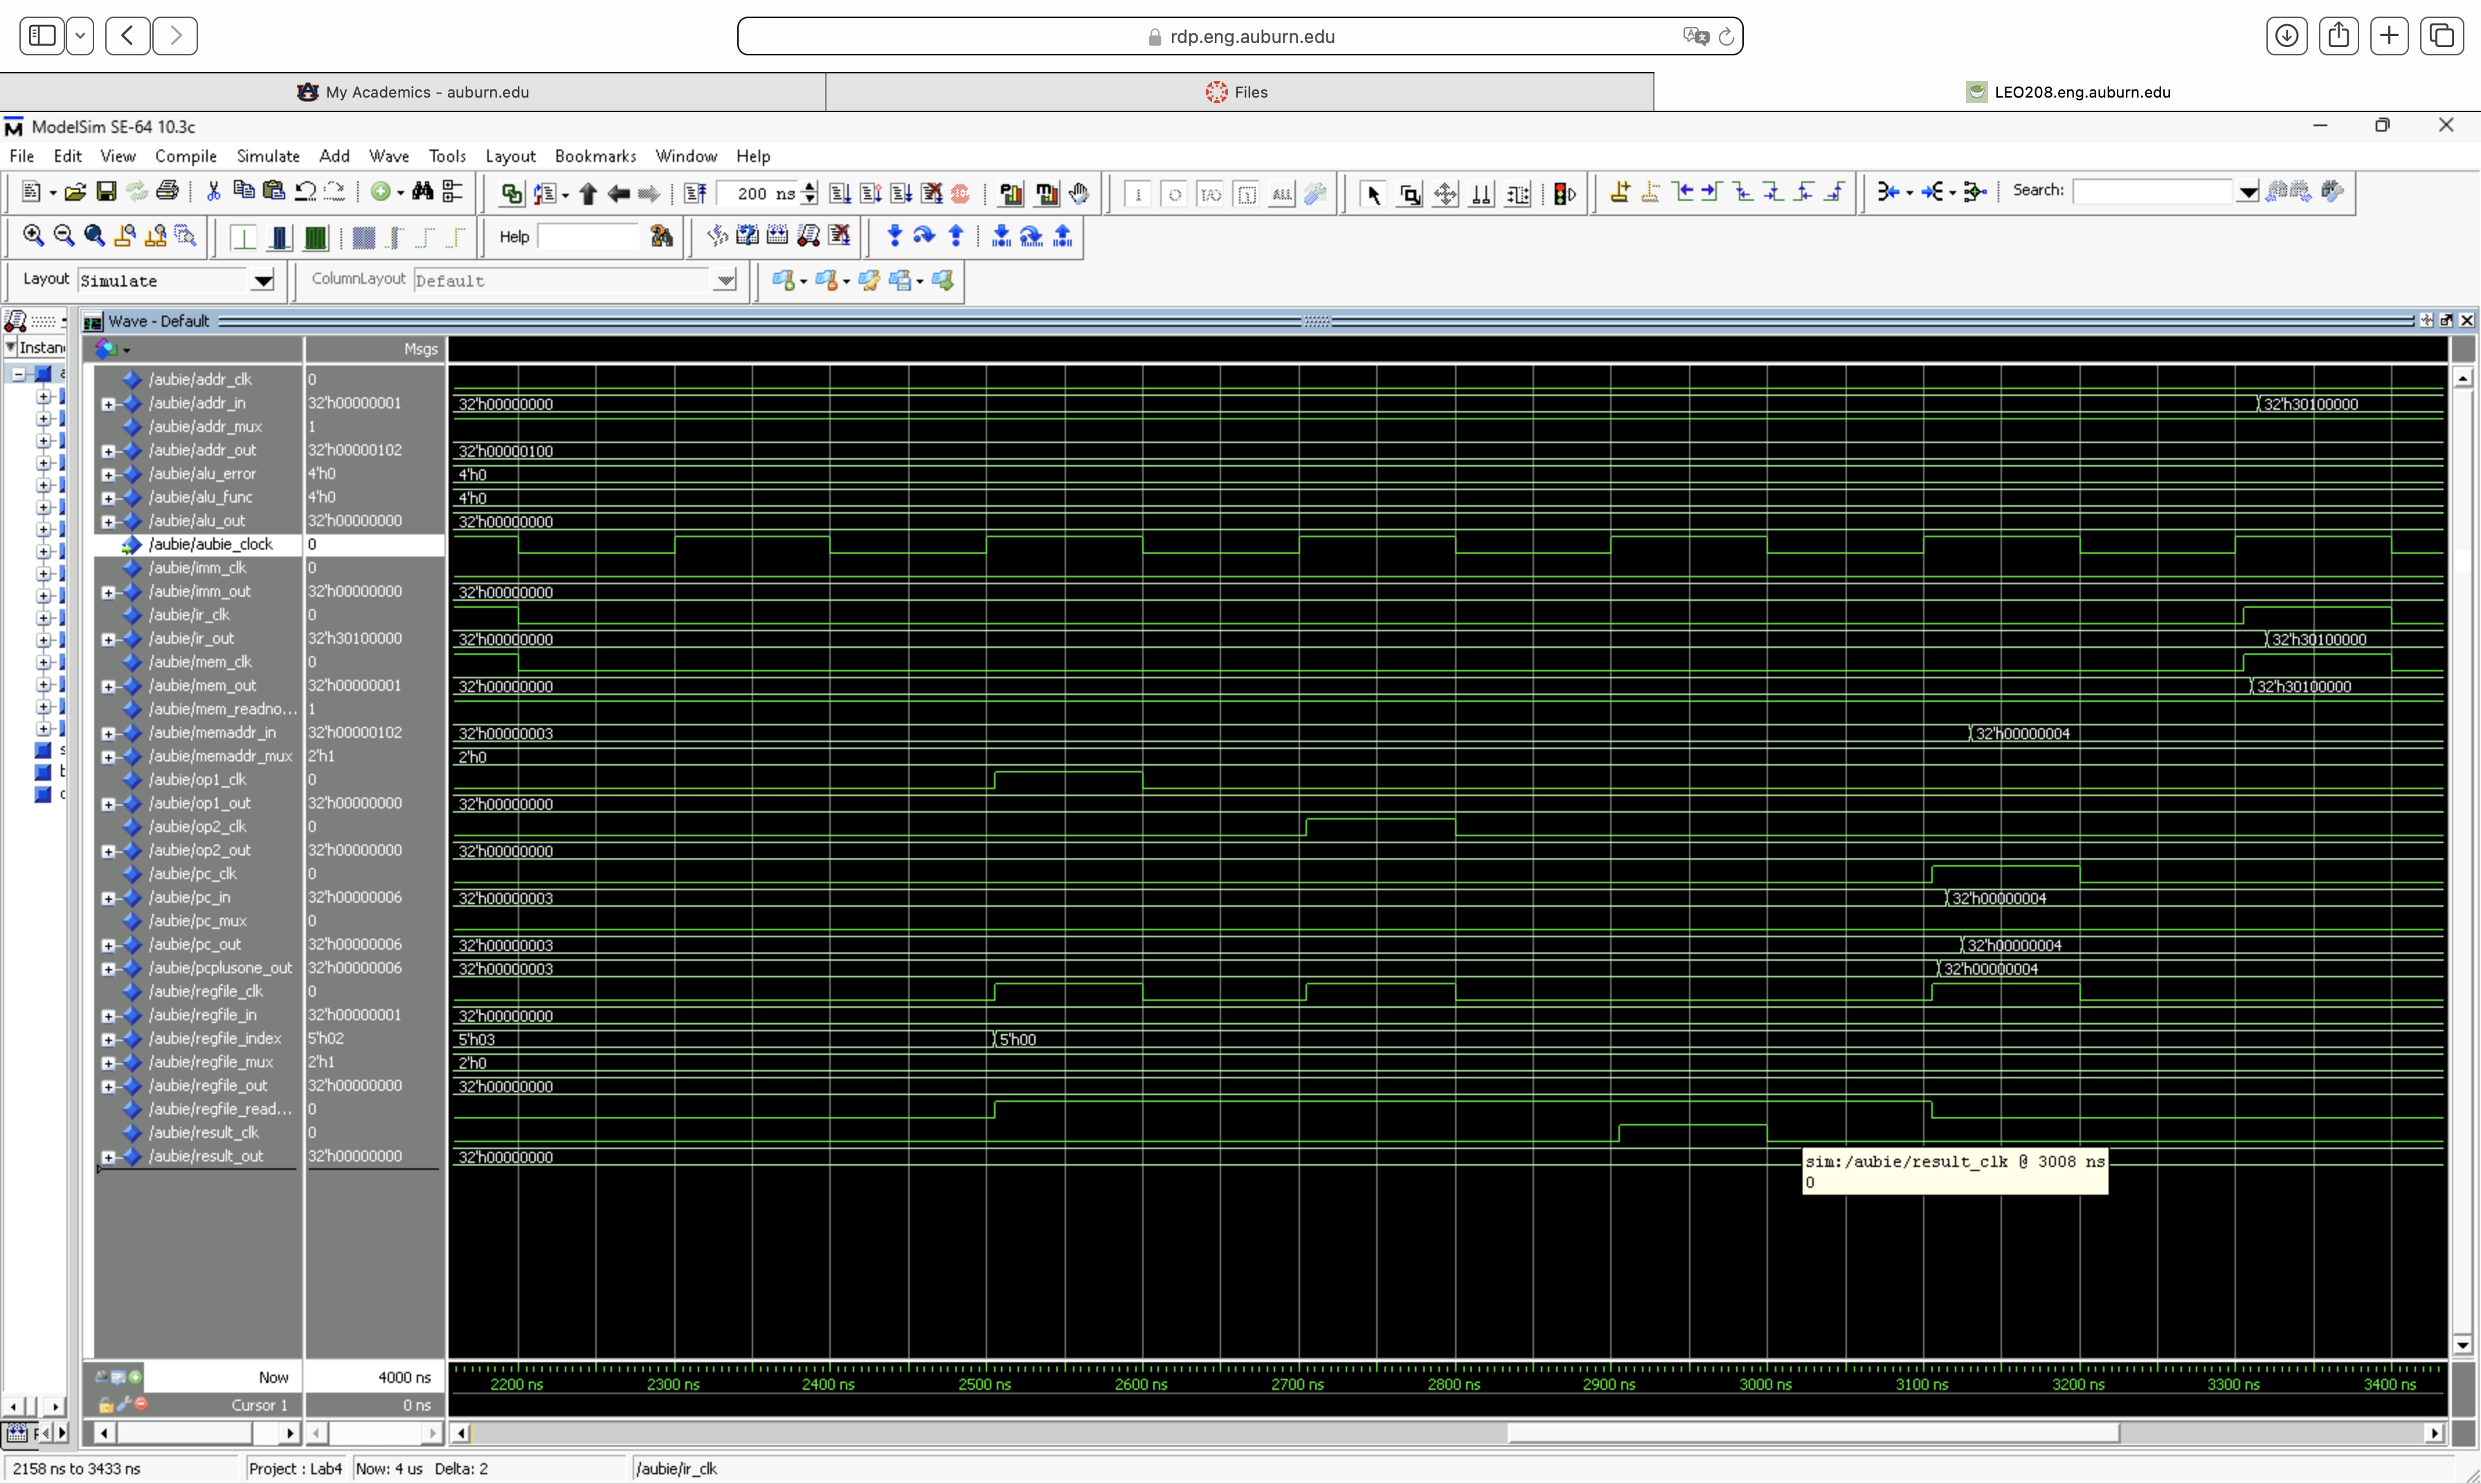 rdp.eng.auburn.edu
My Academics - auburn.edu
Files
LEO208.eng.auburn.edu
ModelSim SE-64 10.3c
File Edit View Compile Simulate Add Wave Tools Layout Bookmarks Window Help
200 ns
Search:
Help
Layout Simulate
ColumnLayout Default
Wave - Default
Msgs
/aubie/addr_clk 0
/aubie/addr_in 32'h00000001 32'h00000000 32'h30100000
/aubie/addr_mux 1
/aubie/addr_out 32'h00000102 32'h00000100
/aubie/alu_error 4'h0 4'h0
/aubie/alu_func 4'h0 4'h0
/aubie/alu_out 32'h00000000 32'h00000000
/aubie/aubie_clock 0
/aubie/imm_clk 0
/aubie/imm_out 32'h00000000 32'h00000000
/aubie/ir_clk 0
/aubie/ir_out 32'h30100000 32'h00000000 32'h30100000
/aubie/mem_clk 0
/aubie/mem_out 32'h00000001 32'h00000000 32'h30100000
/aubie/mem_readno... 1
/aubie/memaddr_in 32'h00000102 32'h00000003 32'h00000004
/aubie/memaddr_mux 2'h1 2'h0
/aubie/op1_clk 0
/aubie/op1_out 32'h00000000 32'h00000000
/aubie/op2_clk 0
/aubie/op2_out 32'h00000000 32'h00000000
/aubie/pc_clk 0
/aubie/pc_in 32'h00000006 32'h00000003 32'h00000004
/aubie/pc_mux 0
/aubie/pc_out 32'h00000006 32'h00000003 32'h00000004
/aubie/pcplusone_out 32'h00000006 32'h00000003 32'h00000004
/aubie/regfile_clk 0
/aubie/regfile_in 32'h00000001 32'h00000000
/aubie/regfile_index 5'h02 5'h03 5'h00
/aubie/regfile_mux 2'h1 2'h0
/aubie/regfile_out 32'h00000000 32'h00000000
/aubie/regfile_read... 0
/aubie/result_clk 0
/aubie/result_out 32'h00000000 32'h00000000
sim:/aubie/result_clk @ 3008 ns
0
Now 4000 ns
2200 ns 2300 ns 2400 ns 2500 ns 2600 ns 2700 ns 2800 ns 2900 ns 3000 ns 3100 ns 3200 ns 3300 ns 3400 ns
Cursor 1 0 ns
2158 ns to 3433 ns Project : Lab4 Now: 4 us Delta: 2 /aubie/ir_clk